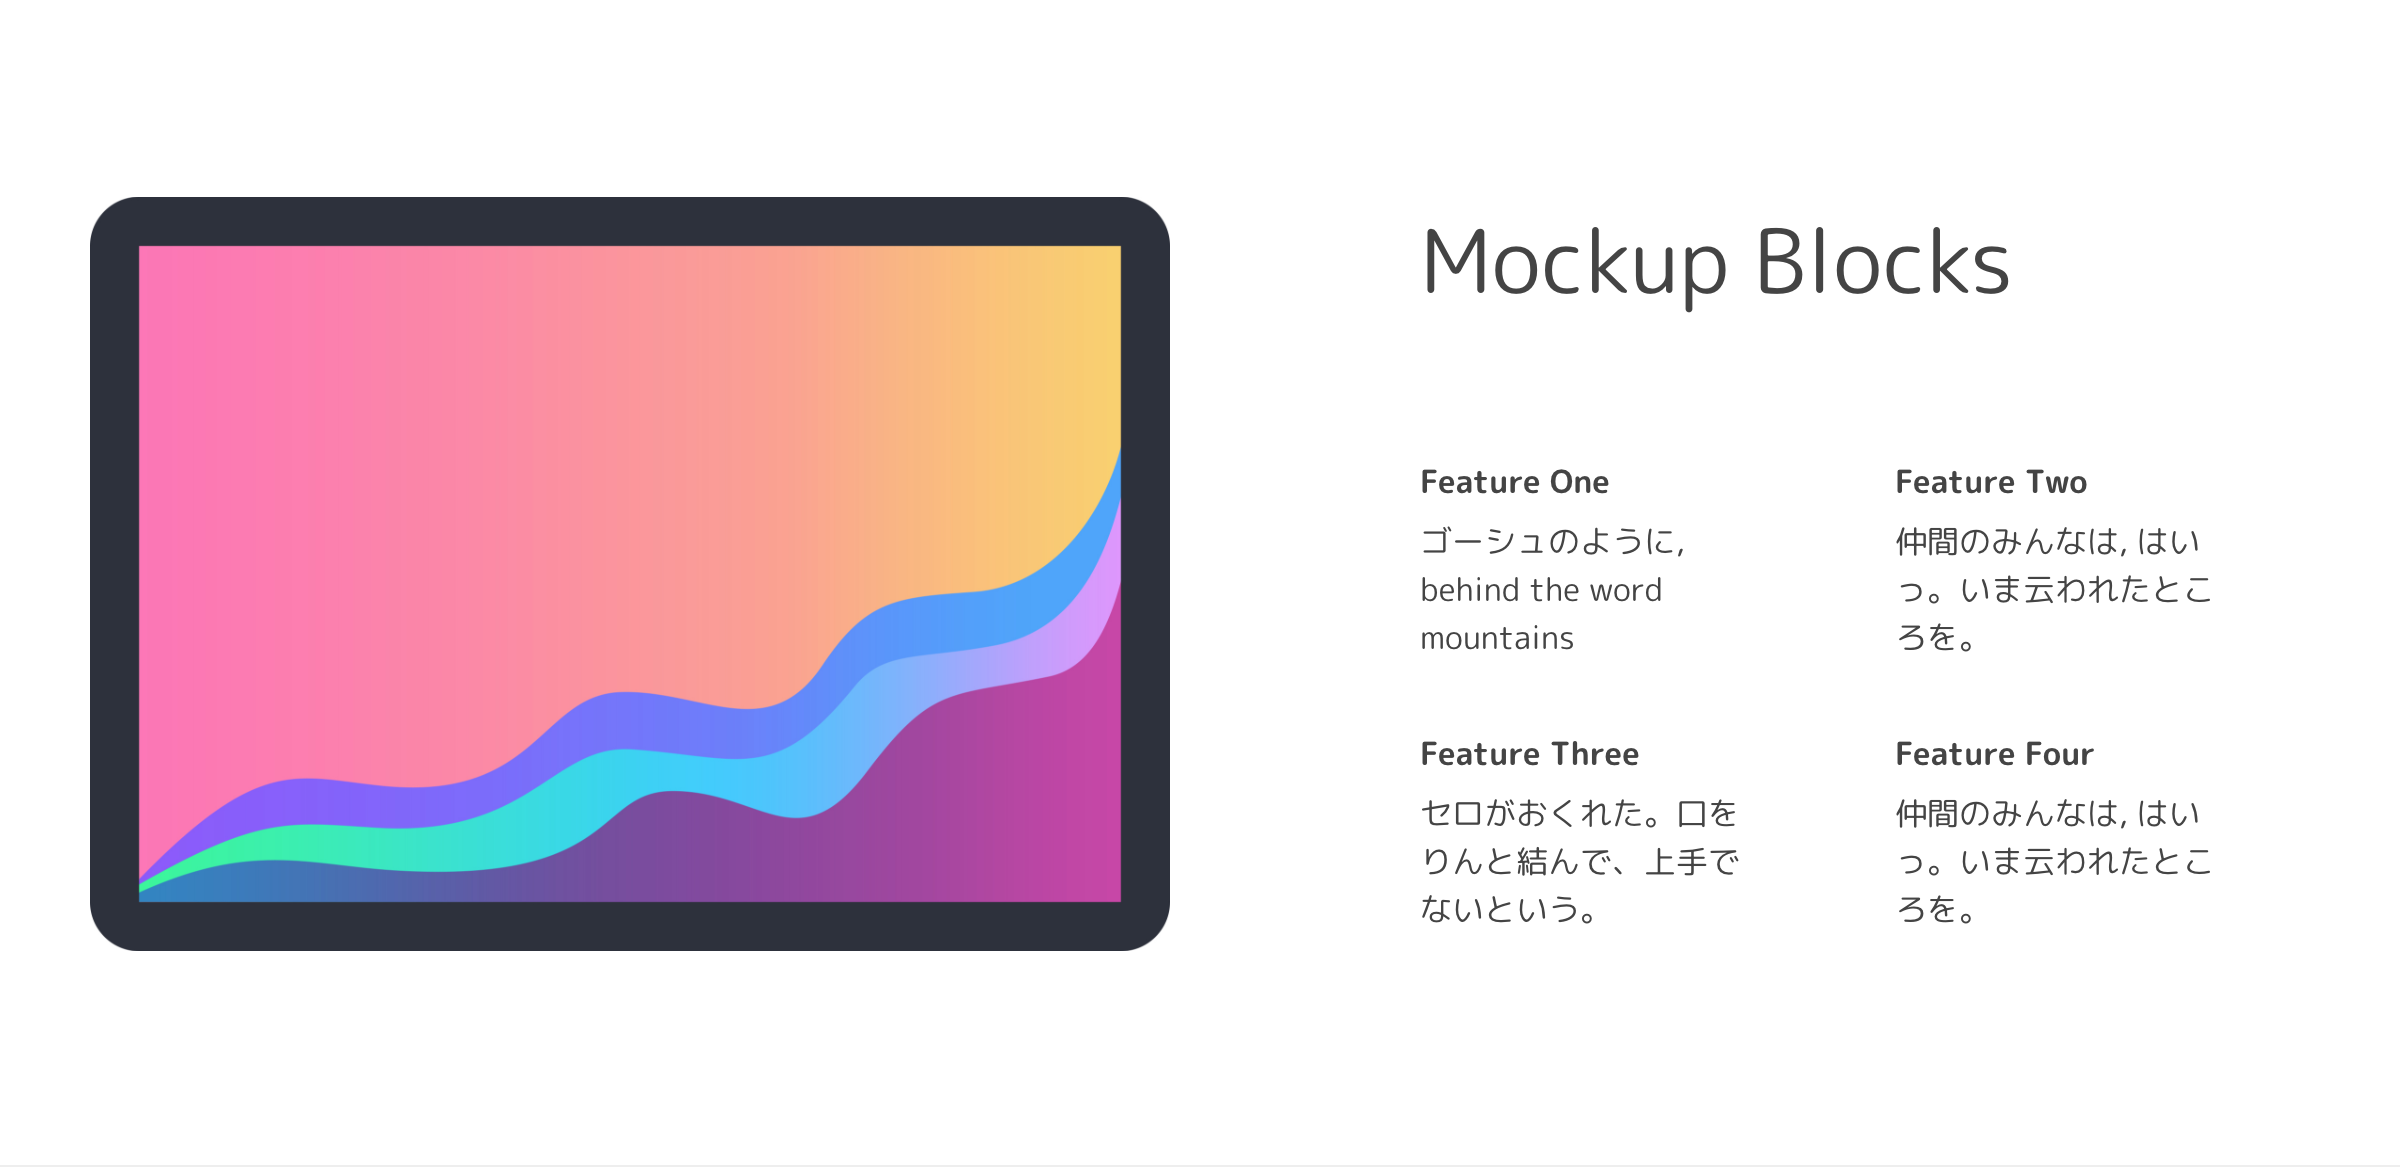 Mockup Blocks
Feature One
ゴーシュのように,
behind the word
mountains
Feature Two
仲間のみんなは, はい
っ。いま云われたとこ
ろを。
Feature Three
セロがおくれた。口を
りんと結んで、上手で
ないという。
Feature Four
仲間のみんなは, はい
っ。いま云われたとこ
ろを。